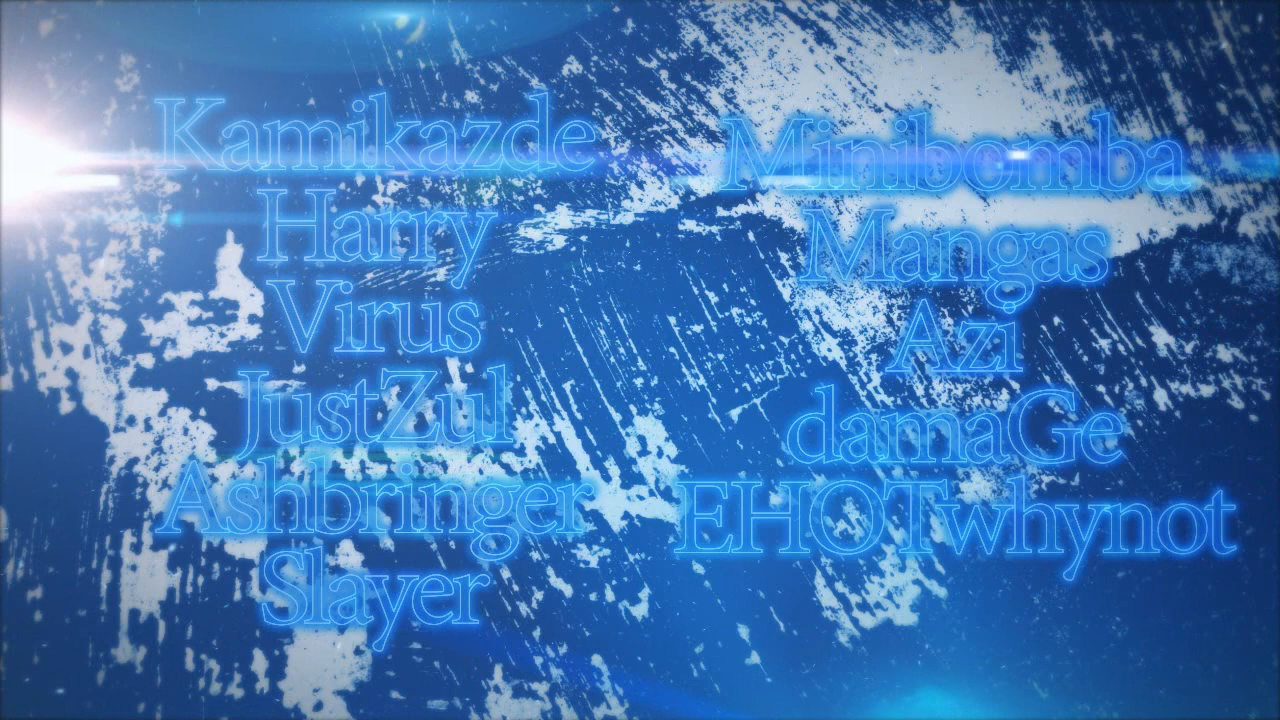 Kamikazde
Harry
Virus
JustZul
Ashbringer
Slayer
Minibomba
Mangas
Azi
damaGe
EHOTwhynot